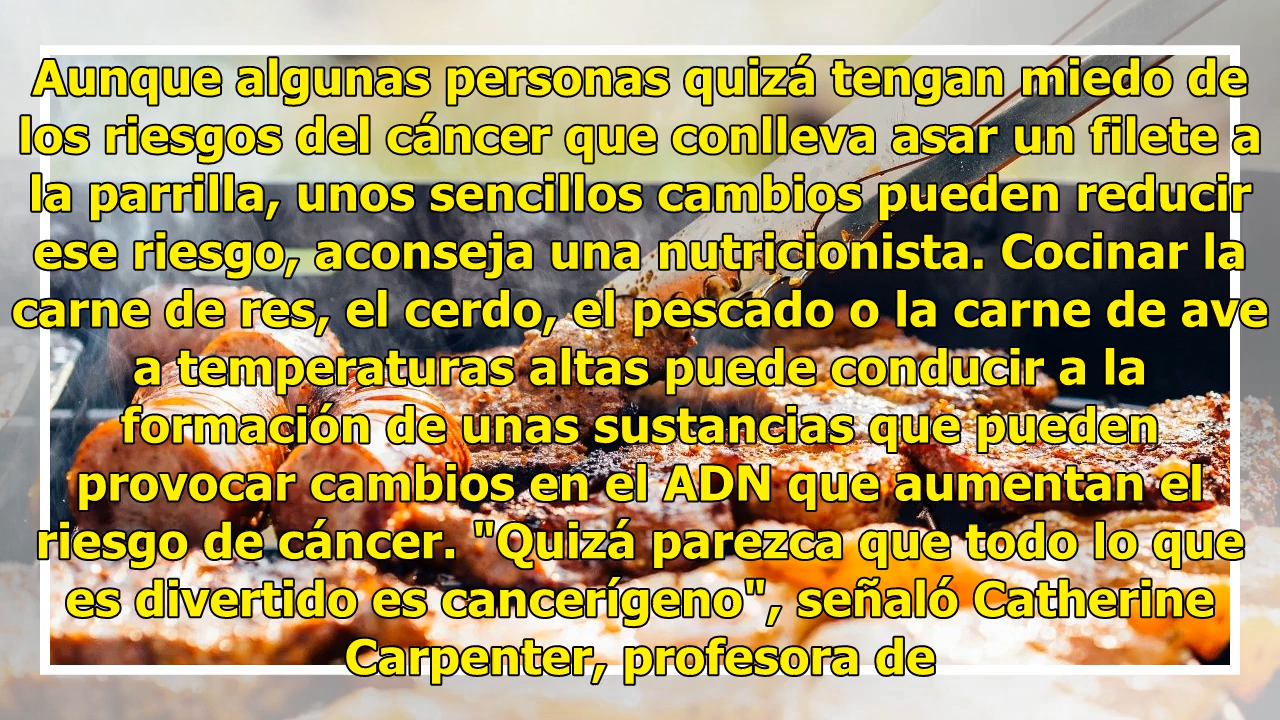 Aunque algunas personas quizá tengan miedo de
los riesgos del cáncer que conlleva asar un filete a
la parrilla, unos sencillos cambios pueden reducir
ese riesgo, aconseja una nutricionista. Cocinar la
carne de res, el cerdo, el pescado o la carne de ave
a temperaturas altas puede conducir a la
formación de unas sustancias que pueden
provocar cambios en el ADN que aumentan el
riesgo de cáncer. "Quizá parezca que todo lo que
es divertido es cancerígeno", señaló Catherine
Carpenter, profesora de